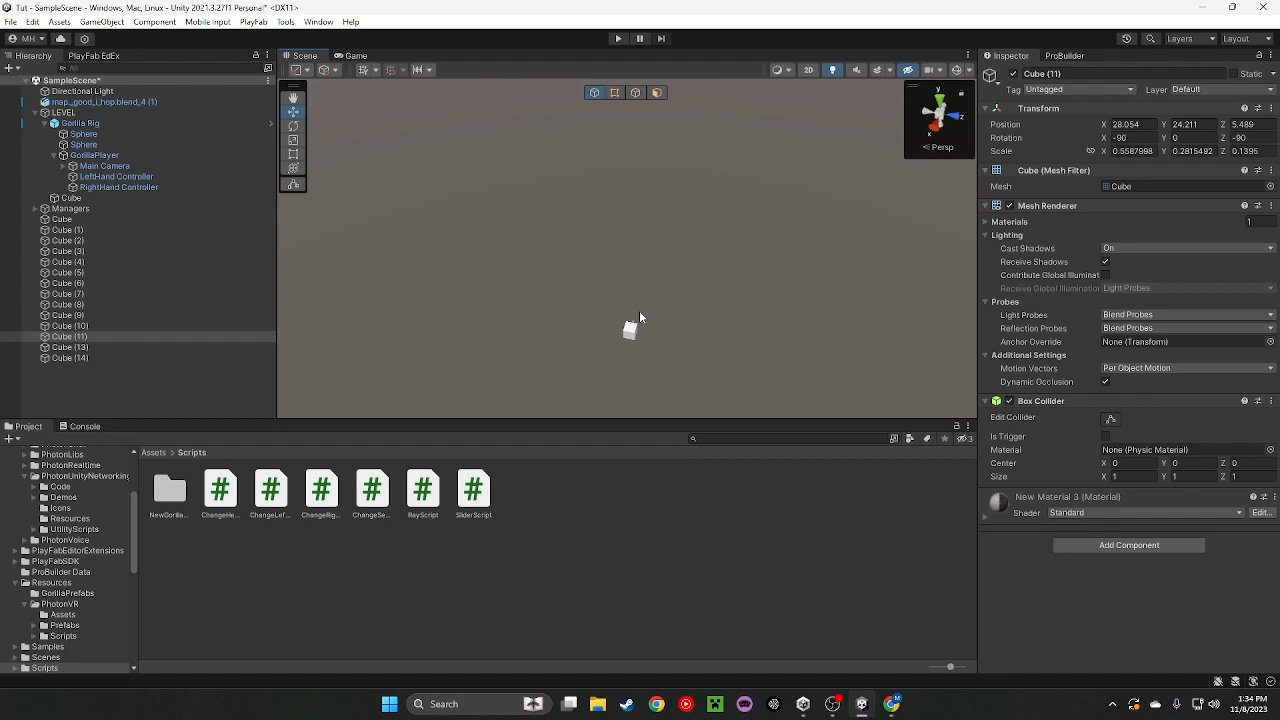 Tut - SampleScene - Windows, Mac, Linux - Unity 2021.3.27f1 Personal* <DX11>
File Edit Assets GameObject Component Mobile Input PlayFab Tools Window Help
MH Layers Layout
Hierarchy PlayFab EdEx
All
SampleScene*
Directional Light
map._good_i_hop.blend_4 (1)
LEVEL
Gorilla Rig
Sphere
Sphere
GorillaPlayer
Main Camera
LeftHand Controller
RightHand Controller
Cube
Managers
Cube
Cube (1)
Cube (2)
Cube (3)
Cube (4)
Cube (5)
Cube (6)
Cube (7)
Cube (8)
Cube (9)
Cube (10)
Cube (11)
Cube (13)
Cube (14)
Scene Game
2D
y
z
x
Persp
Inspector ProBuilder
Cube (11) Static
Tag Untagged Layer Default
Transform
Position X 28.054 Y 24.211 Z 5.489
Rotation X -90 Y 0 Z -90
Scale X 0.5587998 Y 0.2815492 Z 0.1395
Cube (Mesh Filter)
Mesh Cube
Mesh Renderer
Materials 1
Lighting
Cast Shadows On
Receive Shadows
Contribute Global Illuminat
Receive Global Illumination Light Probes
Probes
Light Probes Blend Probes
Reflection Probes Blend Probes
Anchor Override None (Transform)
Additional Settings
Motion Vectors Per Object Motion
Dynamic Occlusion
Box Collider
Edit Collider
Is Trigger
Material None (Physic Material)
Center X 0 Y 0 Z 0
Size X 1 Y 1 Z 1
New Material 3 (Material)
Shader Standard Edit...
Add Component
Project Console
3
PhotonLibs
PhotonRealtime
PhotonUnityNetworking
Code
Demos
Icons
Resources
UtilityScripts
PhotonVoice
PlayFabEditorExtensions
PlayFabSDK
ProBuilder Data
Resources
GorillaPrefabs
PhotonVR
Assets
Prefabs
Scripts
Samples
Scenes
Scripts
Assets > Scripts
NewGorilla... ChangeHe... ChangeLef... ChangeRig... ChangeSe... RayScript SliderScript
Search
1:34 PM
11/8/2023